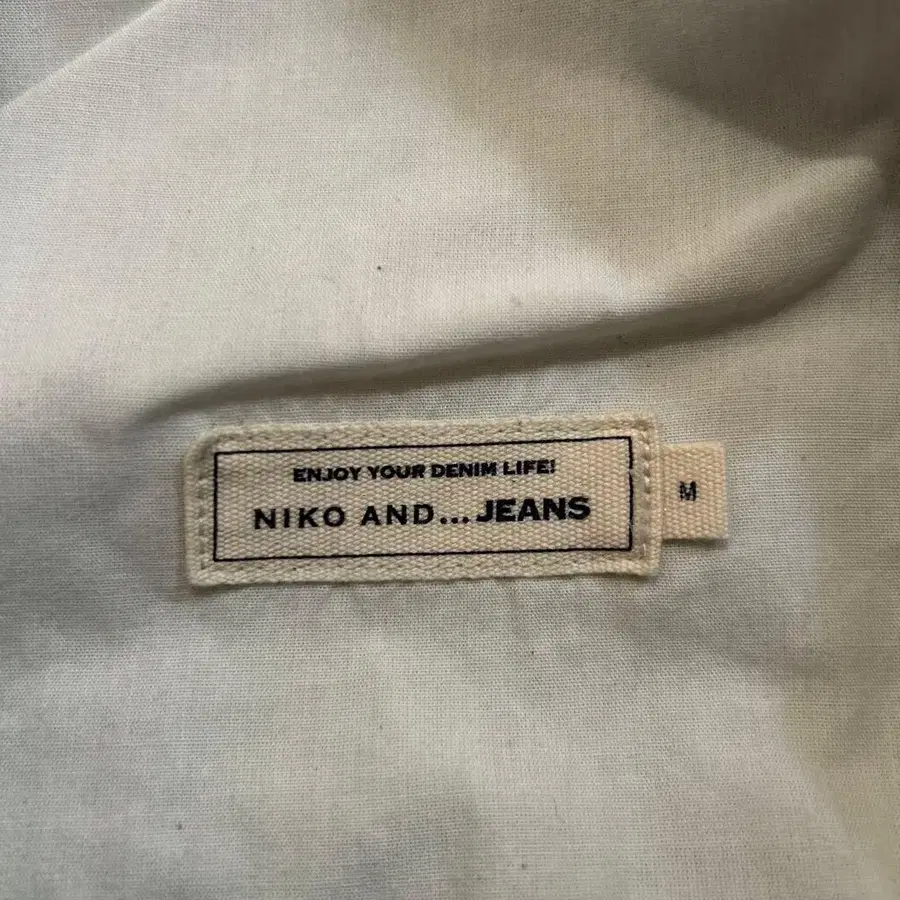 ENJOY YOUR DENIM LIFE!
NIKO AND...JEANS
M